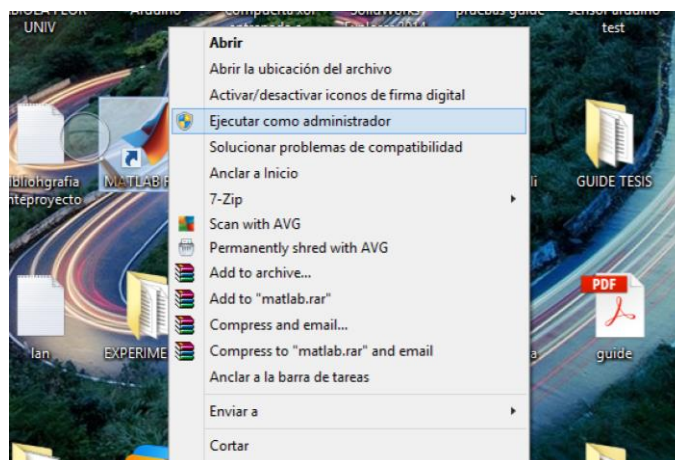 UNIV
test
Abrir
Abrir la ubicación del archivo
Activar/desactivar iconos de firma digital
Ejecutar como administrador
Solucionar problemas de compatibilidad
Anclar a Inicio
7-Zip
Scan with AVG
Permanently shred with AVG
Add to archive...
Add to "matlab.rar"
Compress and email...
Compress to "matlab.rar" and email
Anclar a la barra de tareas
Enviar a
Cortar
MATLAB
GUIDE TESIS
nteproyecto
PDF
lan
EXPERIME
guide